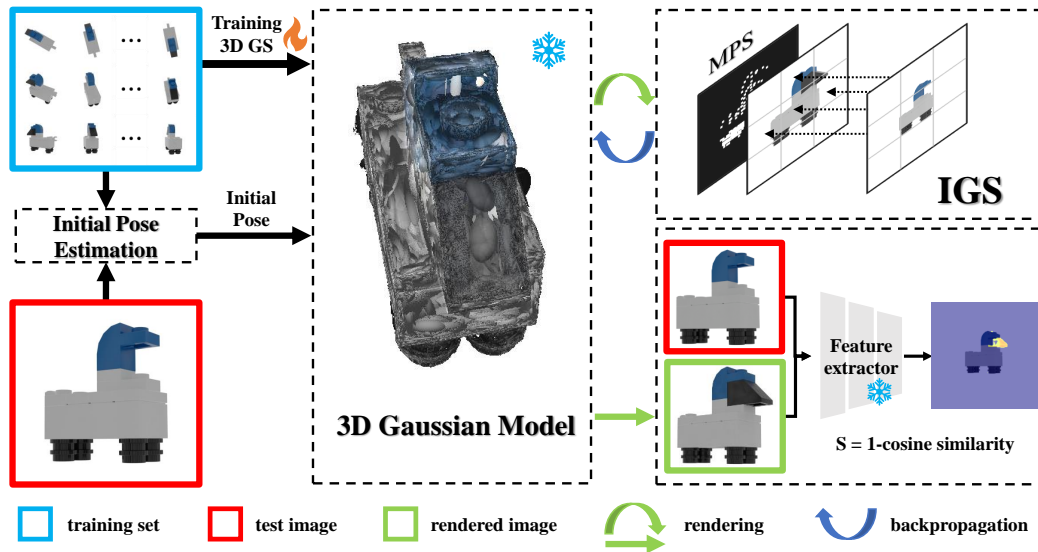 Training
3D GS
Initial Pose
Estimation
Initial
Pose
3D Gaussian Model
MPS
IGS
Feature
extractor
S = 1-cosine similarity
training set
test image
rendered image
rendering
backpropagation